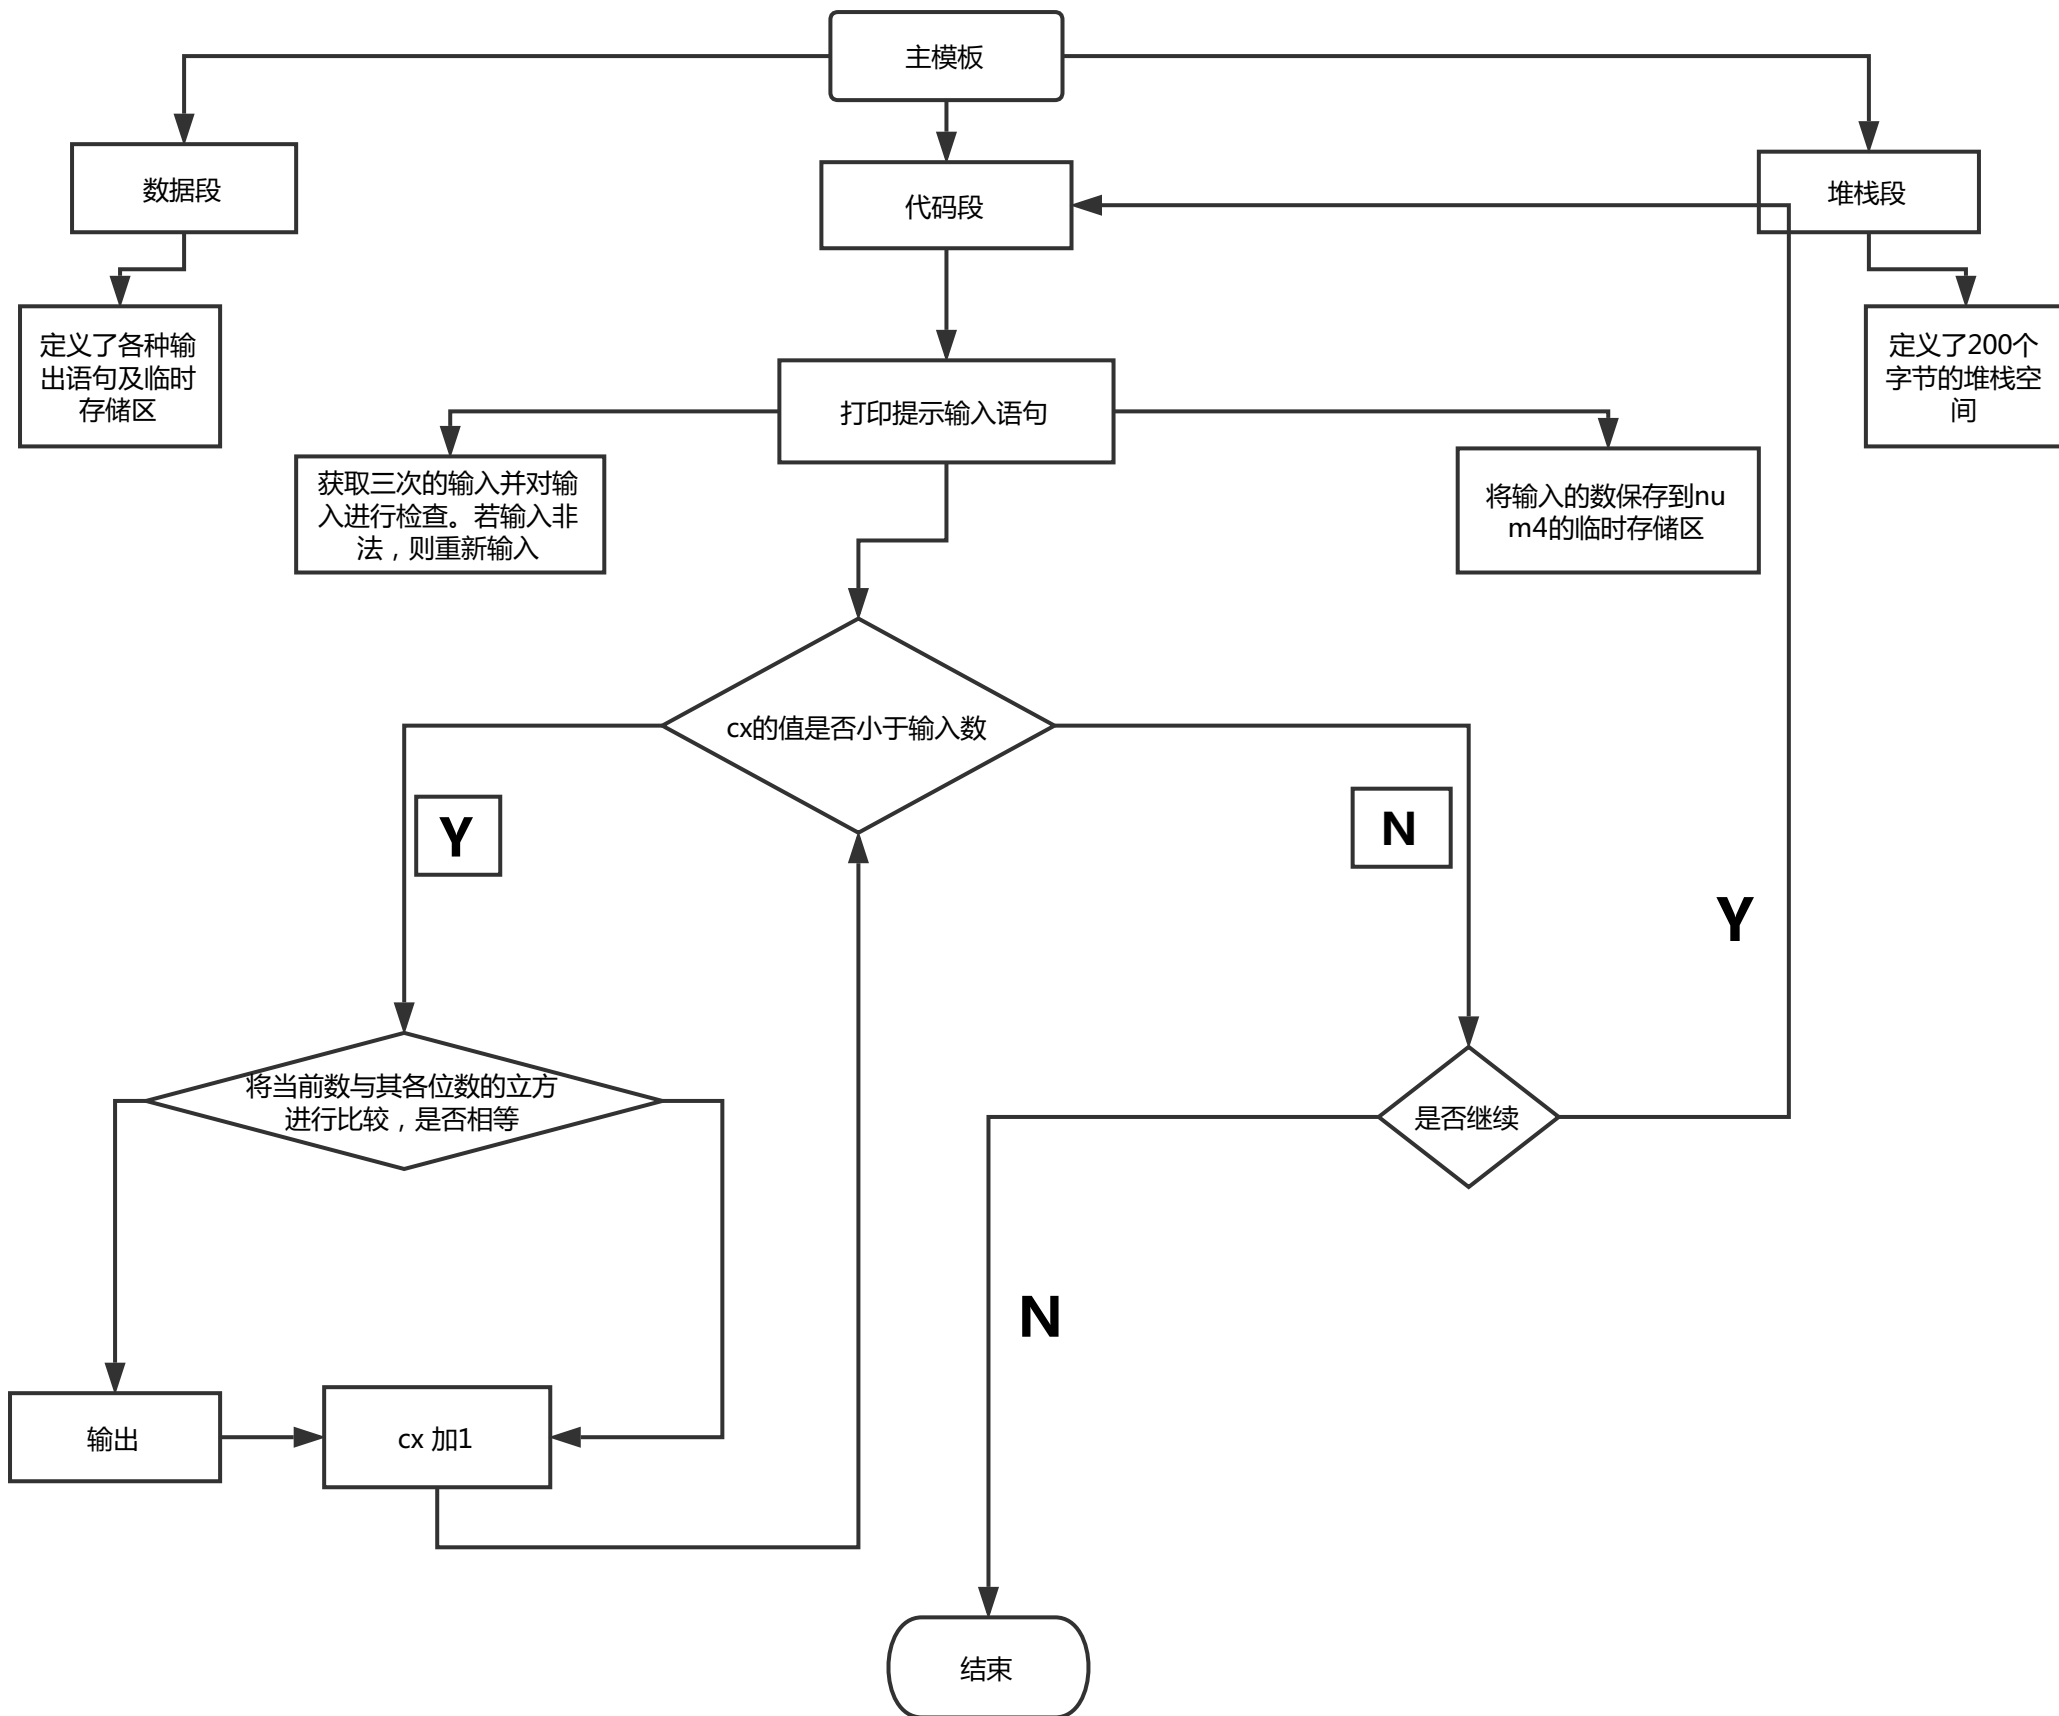 主模板
数据段
代码段
堆栈段
定义了各种输
出语句及临时
存储区
定义了200个
字节的堆栈空
间
打印提示输入语句
获取三次的输入并对输
入进行检查。若输入非
法，则重新输入
将输入的数保存到nu
m4的临时存储区
cx的值是否小于输入数
Y
N
Y
将当前数与其各位数的立方
进行比较，是否相等
是否继续
N
输出
cx 加1
结束